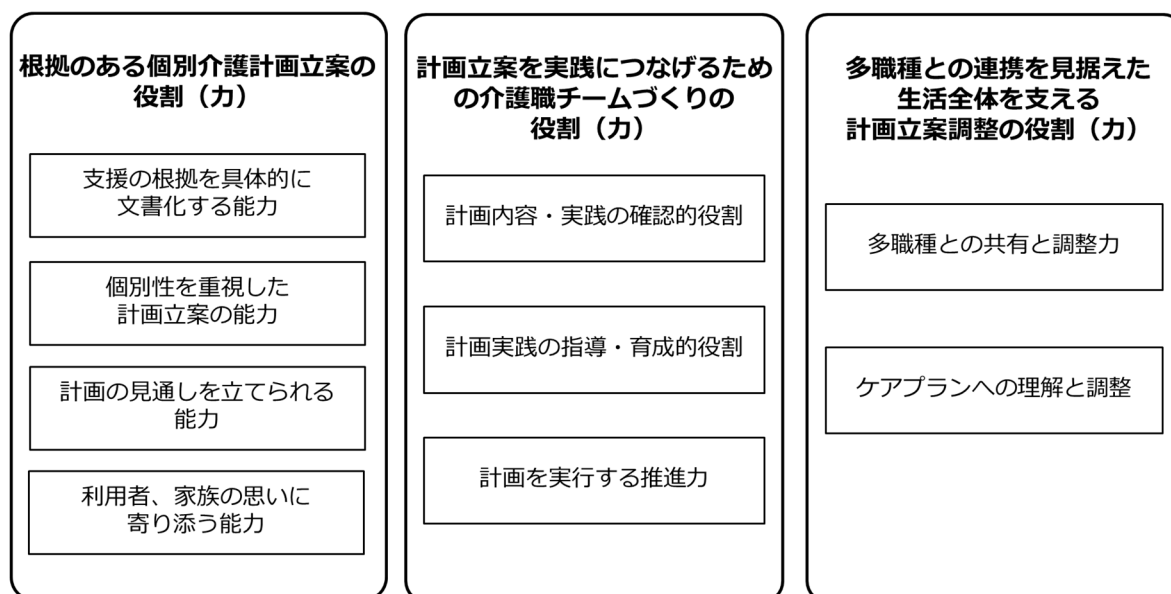 根拠のある個別介護計画立案の
役割（力）
支援の根拠を具体的に
文書化する能力
個別性を重視した
計画立案の能力
計画の見通しを立てられる
能力
利用者、家族の思いに
寄り添う能力
計画立案を実践につなげるため
の介護職チームづくりの
役割（力）
計画内容・実践の確認的役割
計画実践の指導・育成的役割
計画を実行する推進力
多職種との連携を見据えた
生活全体を支える
計画立案調整の役割（力）
多職種との共有と調整力
ケアプランへの理解と調整